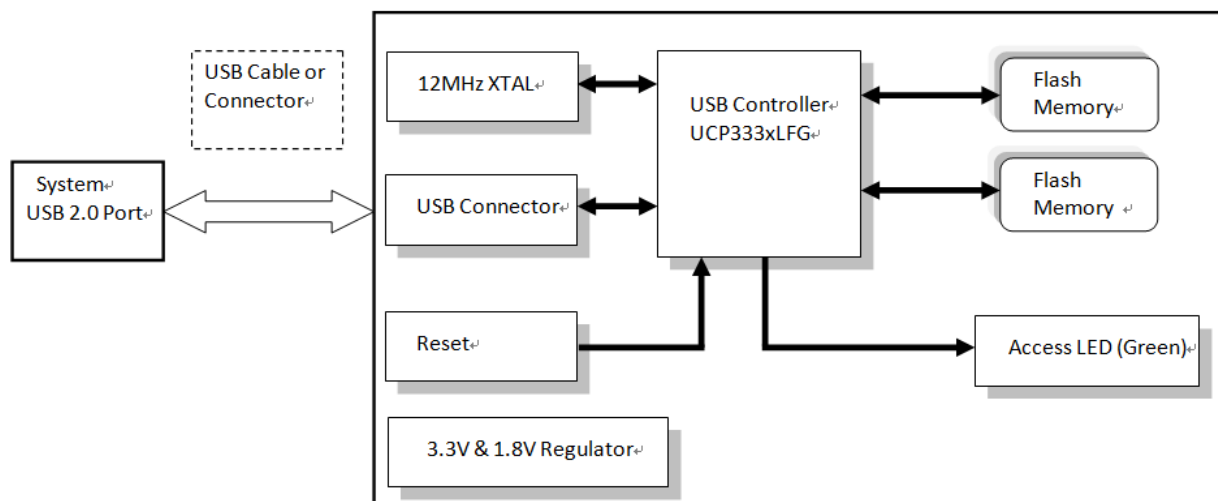 USB Cable or
Connector
System
USB 2.0 Port
12MHz XTAL
USB Connector
Reset
3.3V & 1.8V Regulator
USB Controller
UCP333xLFG
Flash
Memory
Flash
Memory
Access LED (Green)